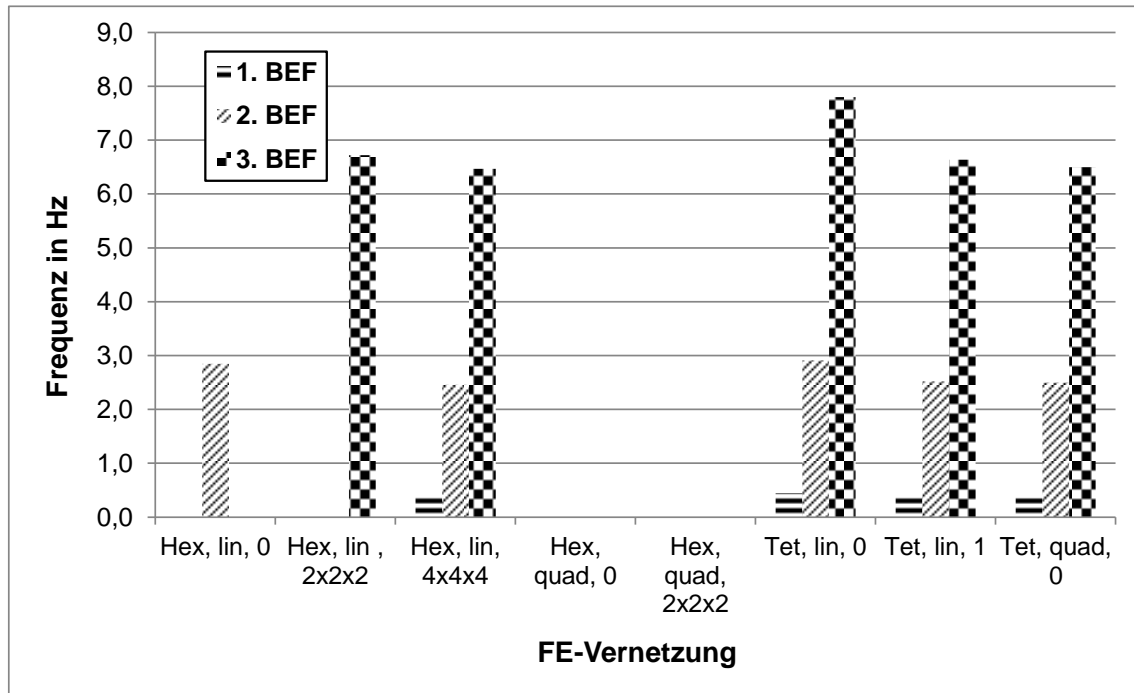 9,0
8,0
7,0
6,0
5,0
4,0
3,0
2,0
1,0
0,0
Frequenz in Hz
1. BEF
2. BEF
3. BEF
Hex, lin, 0
Hex, lin ,
2x2x2
Hex, lin,
4x4x4
Hex,
quad, 0
Hex,
quad,
2x2x2
Tet, lin, 0
Tet, lin, 1
Tet, quad,
0
FE-Vernetzung